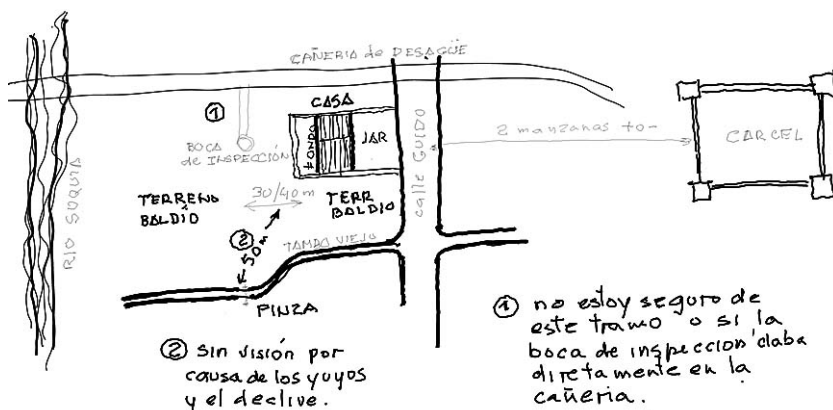 CAÑERIA de DESAGÜE
①
CASA
BOCA
de INSPECCIÓN
FONDO
JAR
calle GUIDO
2 manzanas to-
CARCEL
RIO SUQUIA
TERRENO
BALDIO
30/40m
TERR
BALDIO
②
50m
TAMBO VIEJO
PINZA
② sin visión por
causa de los yuyos
y el declive.
① no estoy seguro de
este tramo o si la
boca de inspeccion daba
diretamente en la
cañeria.